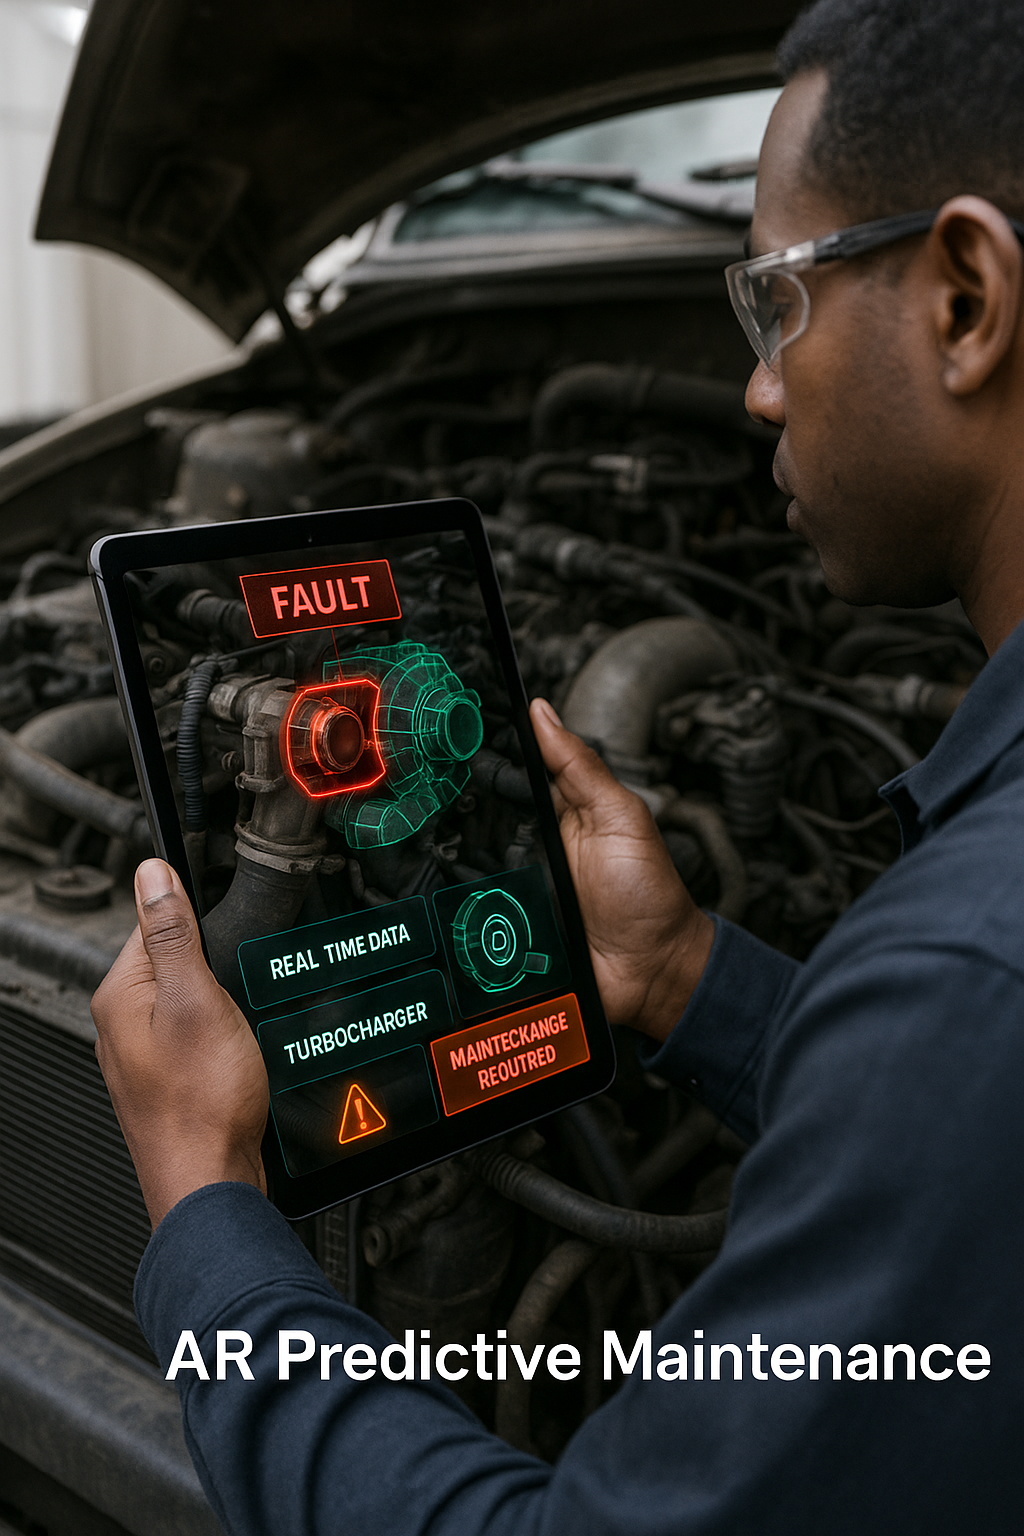 FAULT
REAL TIME DATA
TURBOCHARGER
MAINTECKANGE
REOUTRED
AR Predictive Maintenance